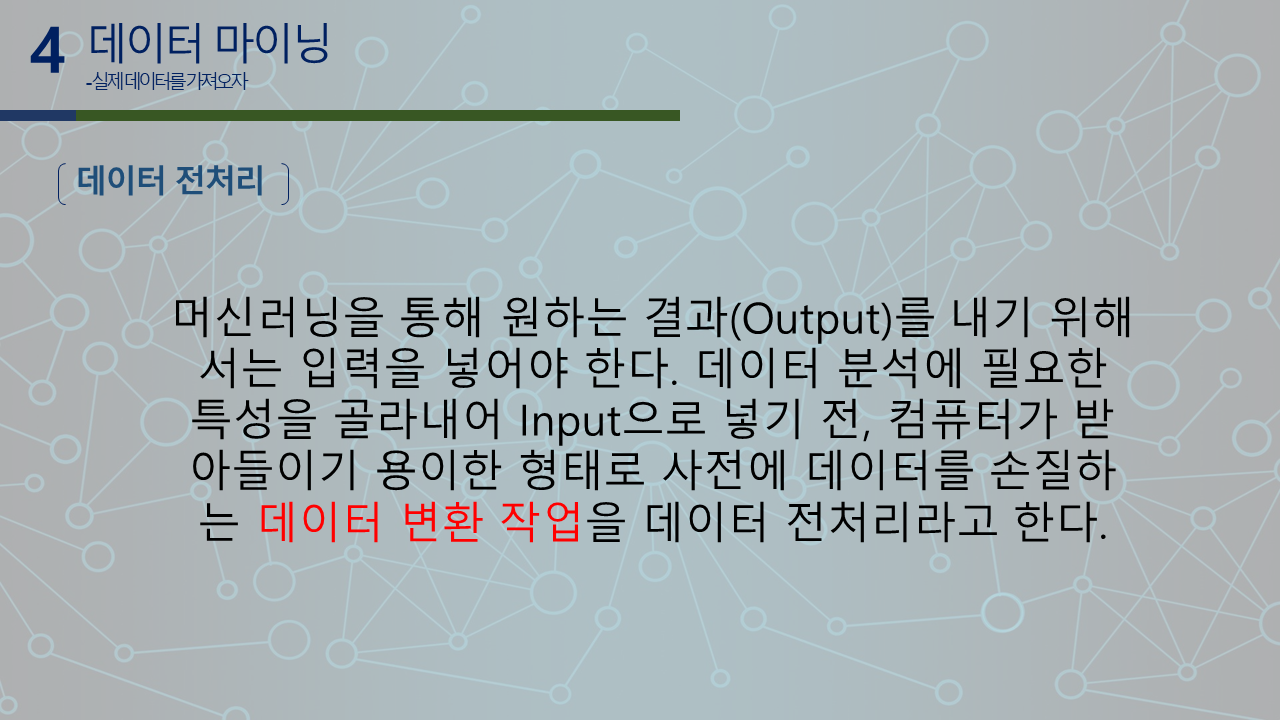 4 데이터 마이닝
-실제 데이터를 가져오자
데이터 전처리
머신러닝을 통해 원하는 결과(Output)를 내기 위해
서는 입력을 넣어야 한다. 데이터 분석에 필요한
특성을 골라내어 Input으로 넣기 전, 컴퓨터가 받
아들이기 용이한 형태로 사전에 데이터를 손질하
는 데이터 변환 작업을 데이터 전처리라고 한다.